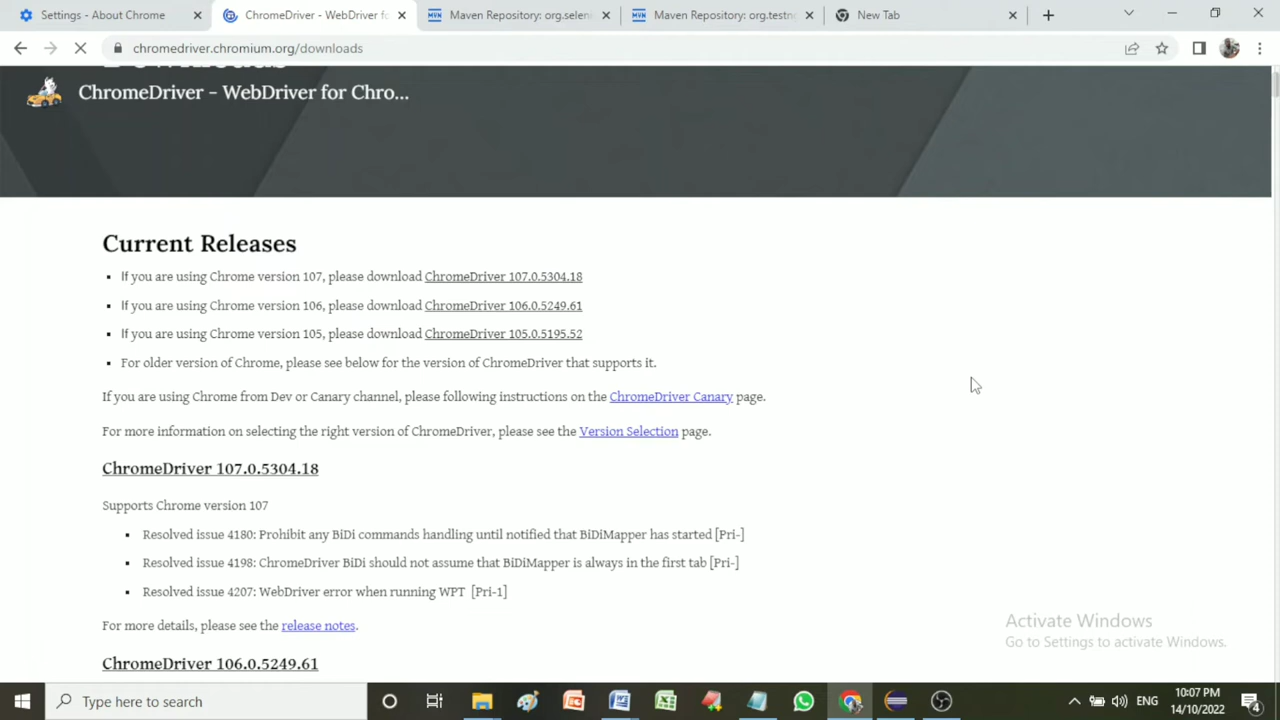 Settings - About Chrome
ChromeDriver - WebDriver fo
Maven Repository: org.seleni
Maven Repository: org.testng
New Tab
chromedriver.chromium.org/downloads
ChromeDriver - WebDriver for Chro...
Current Releases
If you are using Chrome version 107, please download ChromeDriver 107.0.5304.18
If you are using Chrome version 106, please download ChromeDriver 106.0.5249.61
If you are using Chrome version 105, please download ChromeDriver 105.0.5195.52
For older version of Chrome, please see below for the version of ChromeDriver that supports it.
If you are using Chrome from Dev or Canary channel, please following instructions on the ChromeDriver Canary page.
For more information on selecting the right version of ChromeDriver, please see the Version Selection page.
ChromeDriver 107.0.5304.18
Supports Chrome version 107
Resolved issue 4180: Prohibit any BiDi commands handling until notified that BiDiMapper has started [Pri-]
Resolved issue 4198: ChromeDriver BiDi should not assume that BiDiMapper is always in the first tab [Pri-]
Resolved issue 4207: WebDriver error when running WPT [Pri-1]
For more details, please see the release notes.
ChromeDriver 106.0.5249.61
Activate Windows
Go to Settings to activate Windows.
Type here to search
ENG
10:07 PM
14/10/2022
4